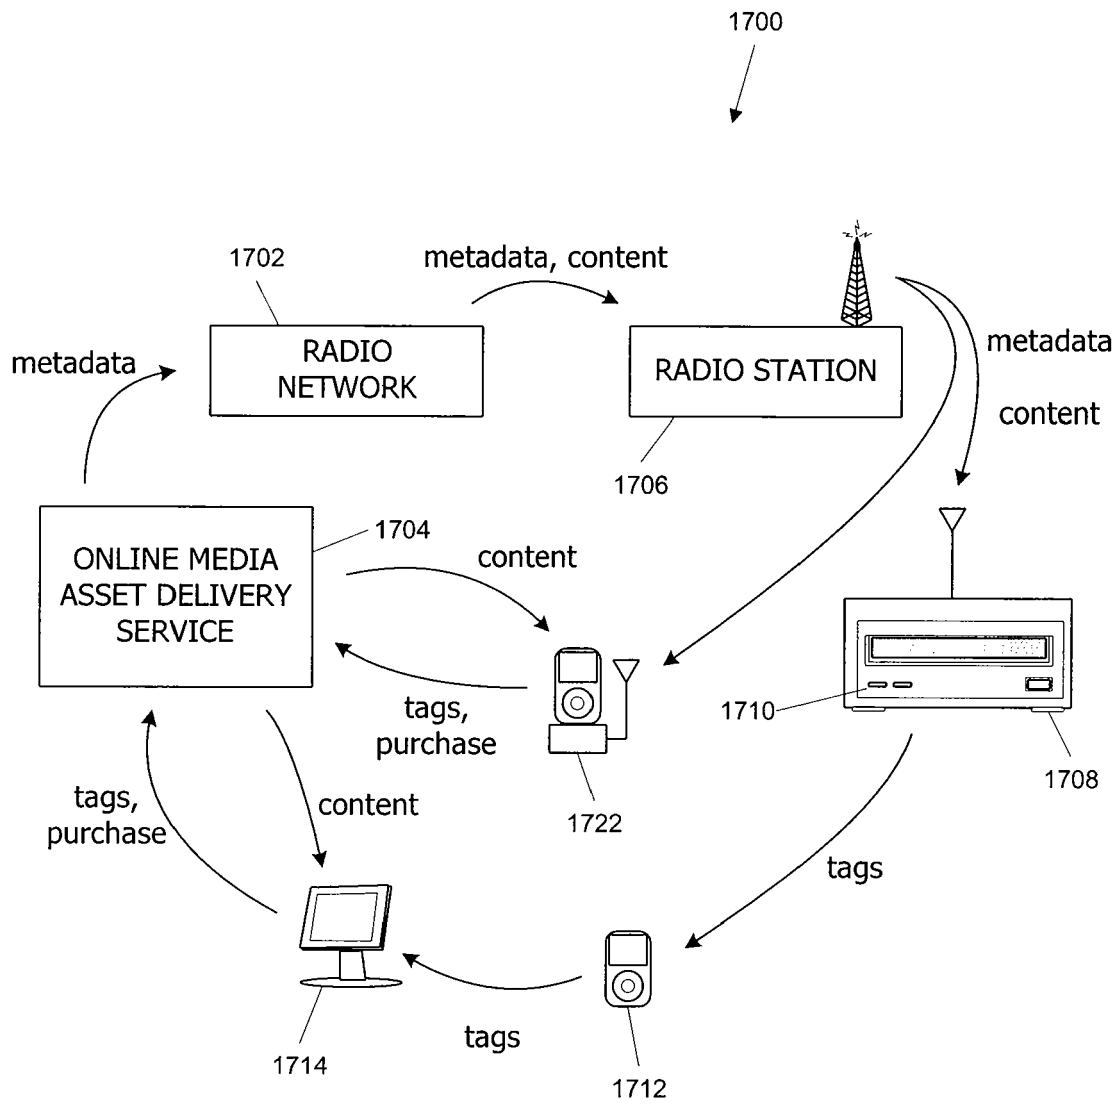 1700
1702
metadata, content
RADIO
NETWORK
RADIO STATION
metadata
metadata
content
1706
1704
ONLINE MEDIA
ASSET DELIVERY
SERVICE
content
tags,
purchase
1710
1708
1722
tags,
purchase
content
tags
tags
1714
1712